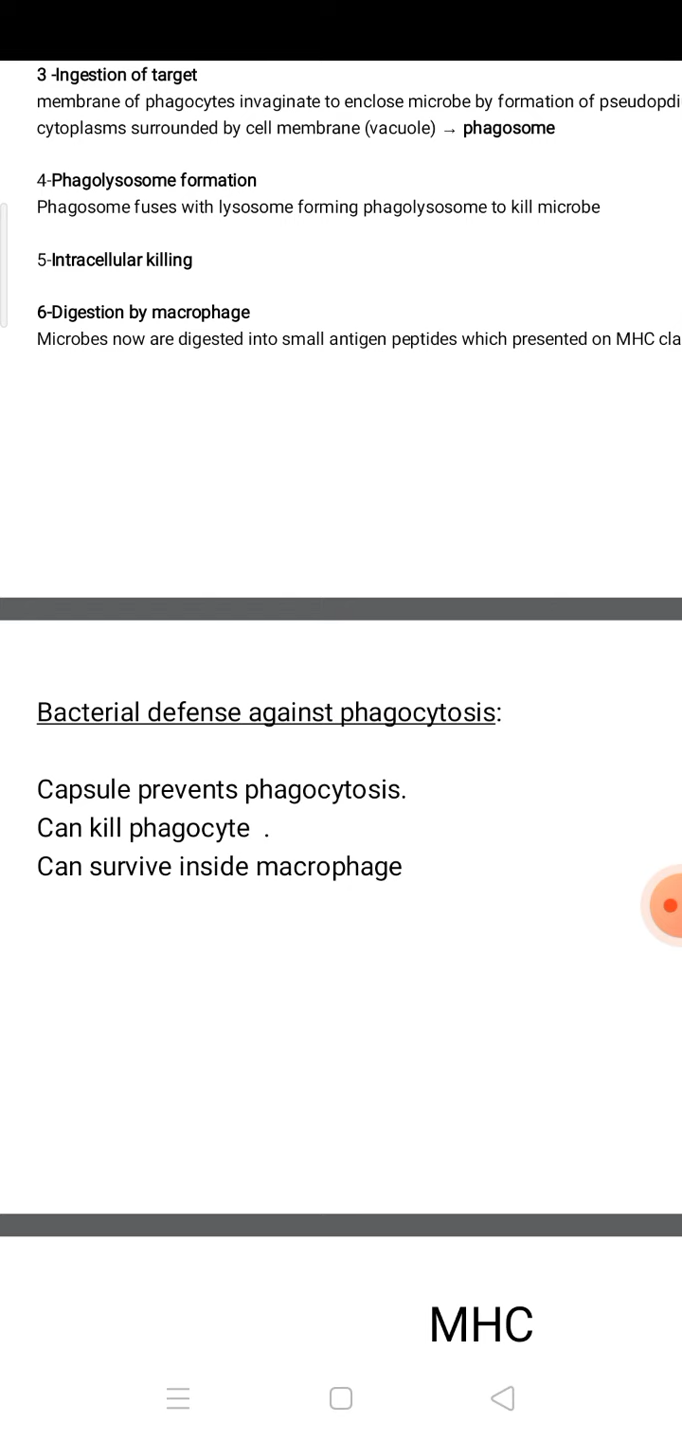 3 -Ingestion of target
membrane of phagocytes invaginate to enclose microbe by formation of pseudopdi
cytoplasms surrounded by cell membrane (vacuole) → phagosome
4-Phagolysosome formation
Phagosome fuses with lysosome forming phagolysosome to kill microbe
5-Intracellular killing
6-Digestion by macrophage
Microbes now are digested into small antigen peptides which presented on MHC cla
Bacterial defense against phagocytosis:
Capsule prevents phagocytosis.
Can kill phagocyte  .
Can survive inside macrophage
MHC